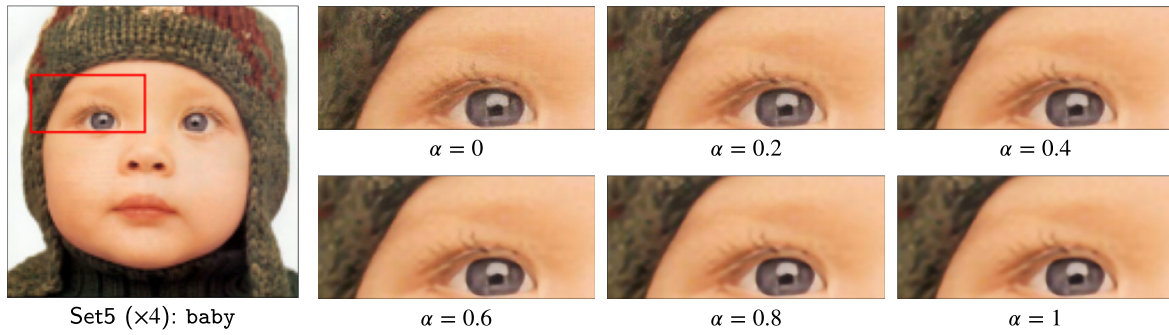 α = 0
α = 0.2
α = 0.4
Set5 (×4): baby
α = 0.6
α = 0.8
α = 1